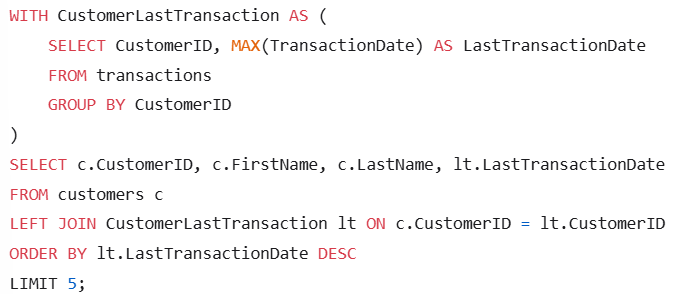 WITH CustomerLastTransaction AS (
    SELECT CustomerID, MAX(TransactionDate) AS LastTransactionDate
    FROM transactions
    GROUP BY CustomerID
)
SELECT c.CustomerID, c.FirstName, c.LastName, lt.LastTransactionDate
FROM customers c
LEFT JOIN CustomerLastTransaction lt ON c.CustomerID = lt.CustomerID
ORDER BY lt.LastTransactionDate DESC
LIMIT 5;